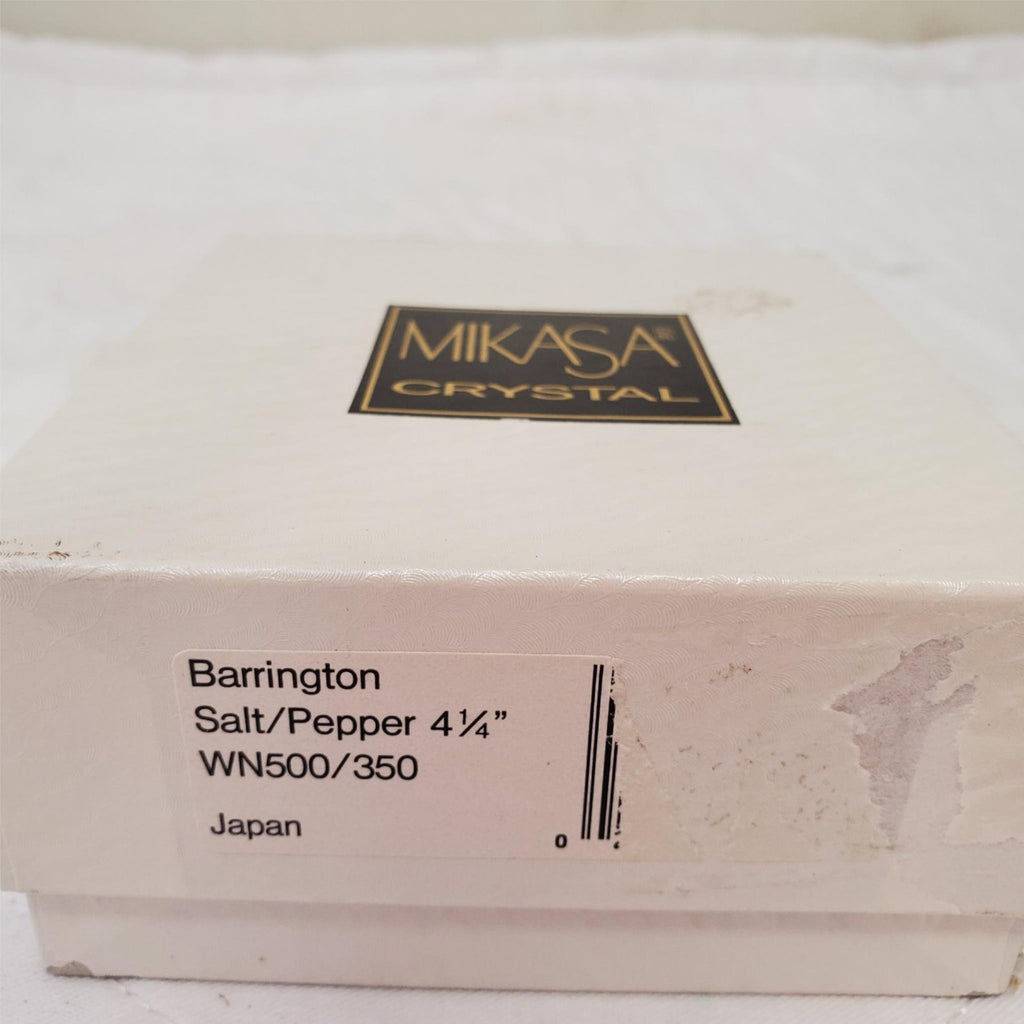 MIKASA®
CRYSTAL
Barrington
Salt/Pepper 4¼”
WN500/350
Japan
0